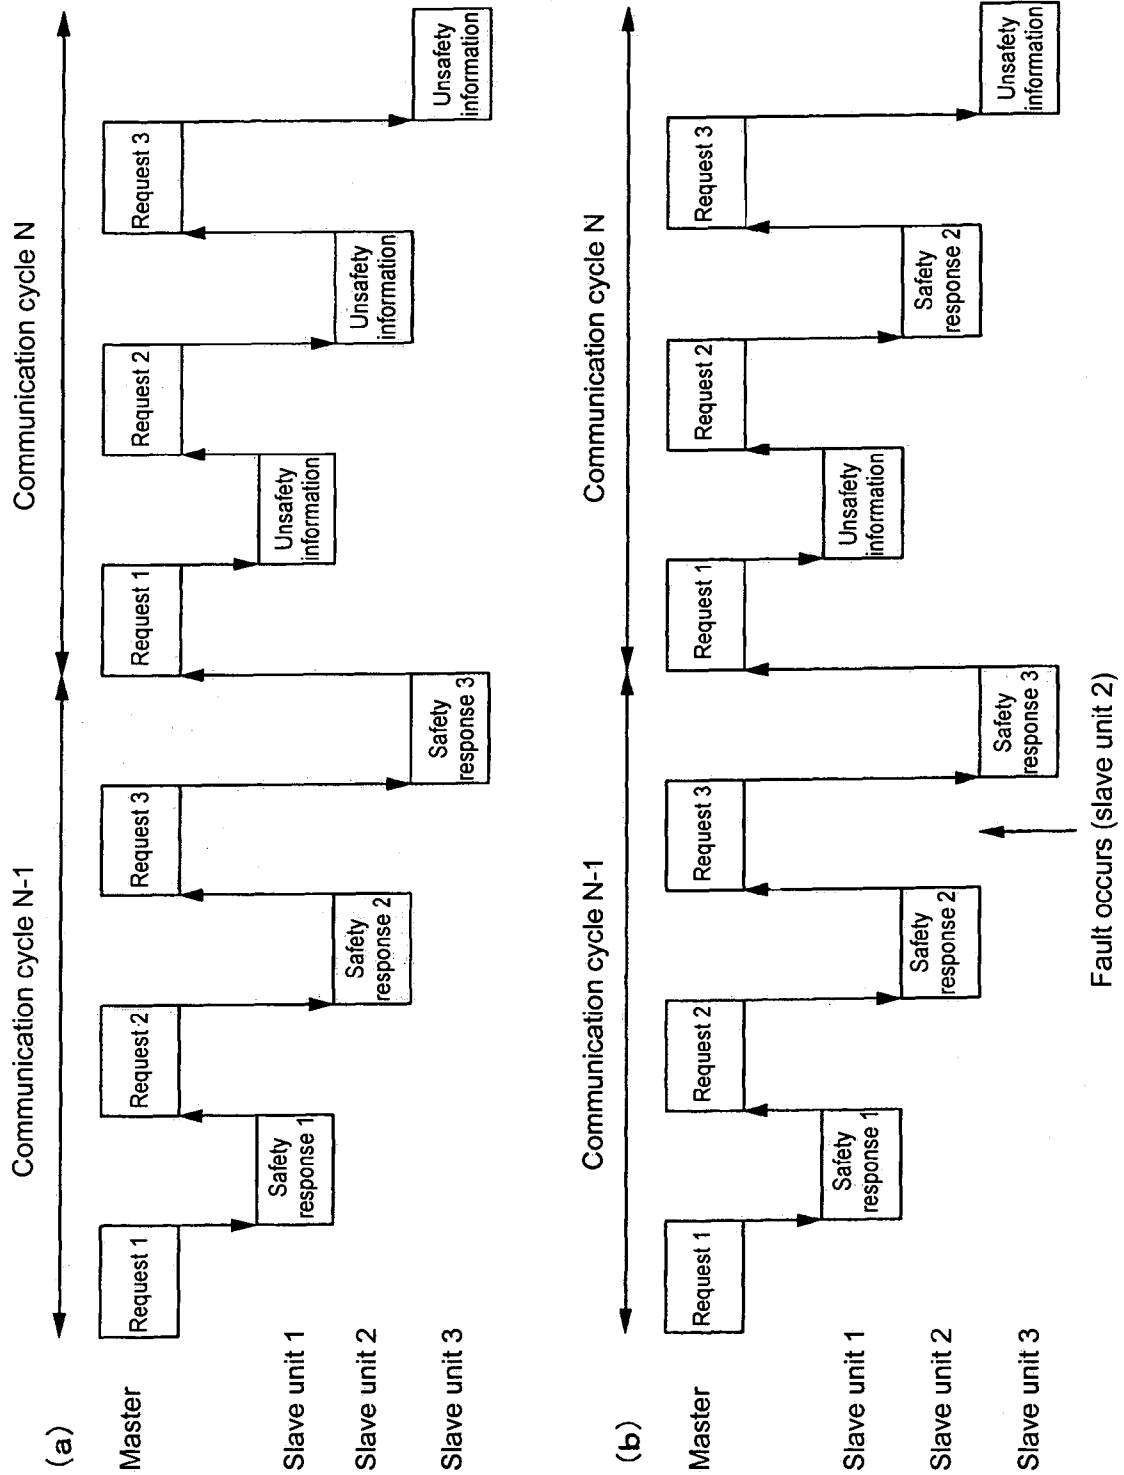 (a)
Communication cycle N-1
Communication cycle N
Master
Request 1
Request 2
Request 3
Request 1
Request 2
Request 3
Slave unit 1
Safety
response 1
Unsafety
information
Slave unit 2
Safety
response 2
Unsafety
information
Slave unit 3
Safety
response 3
Unsafety
information
(b)
Communication cycle N-1
Communication cycle N
Master
Request 1
Request 2
Request 3
Request 1
Request 2
Request 3
Slave unit 1
Safety
response 1
Unsafety
information
Slave unit 2
Safety
response 2
Safety
response 2
Slave unit 3
Safety
response 3
Unsafety
information
Fault occurs (slave unit 2)